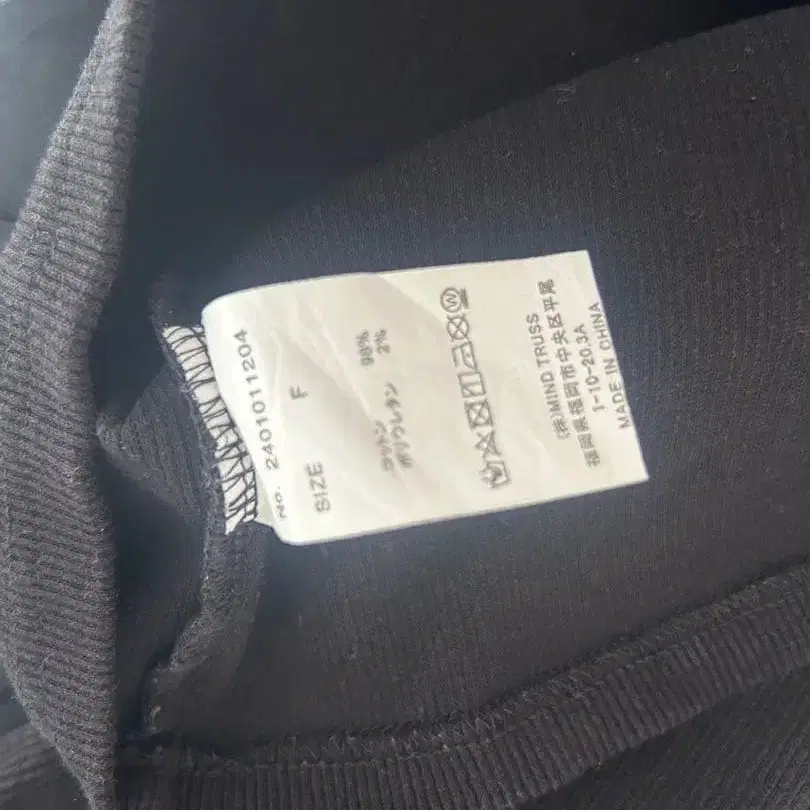 No. 2401011204
SIZE F
コットン 98%
ポリウレタン 2%
(株)MIND TRUSS
福岡県福岡市中央区平尾
1-10-20.3A
MADE IN CHINA